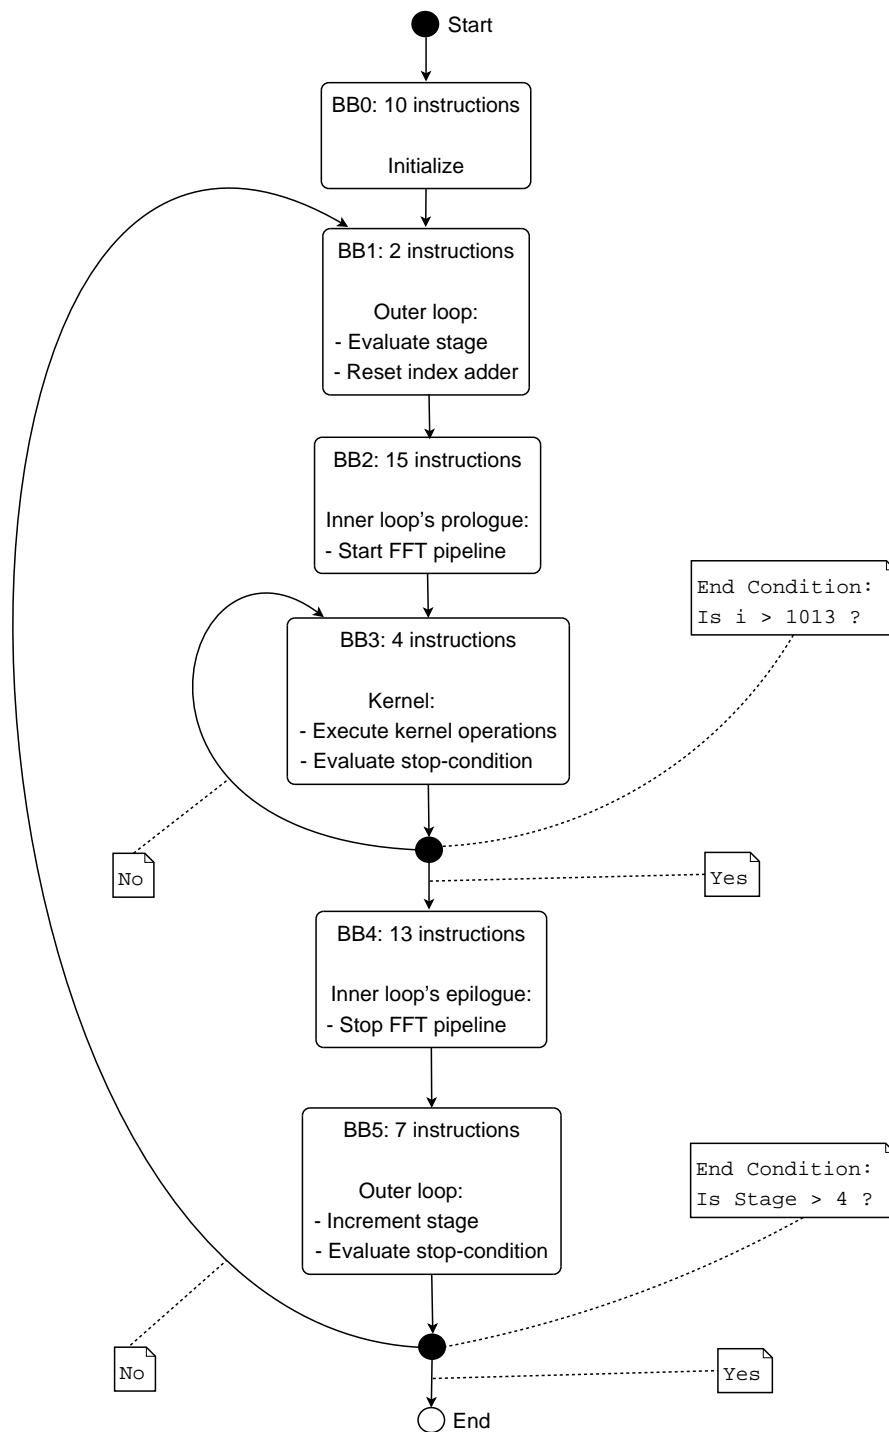 Start
BB0: 10 instructions
Initialize
BB1: 2 instructions
Outer loop:
- Evaluate stage
- Reset index adder
BB2: 15 instructions
Inner loop's prologue:
- Start FFT pipeline
End Condition:
Is i > 1013 ?
BB3: 4 instructions
Kernel:
- Execute kernel operations
- Evaluate stop-condition
No
Yes
BB4: 13 instructions
Inner loop's epilogue:
- Stop FFT pipeline
BB5: 7 instructions
Outer loop:
- Increment stage
- Evaluate stop-condition
End Condition:
Is Stage > 4 ?
No
Yes
End